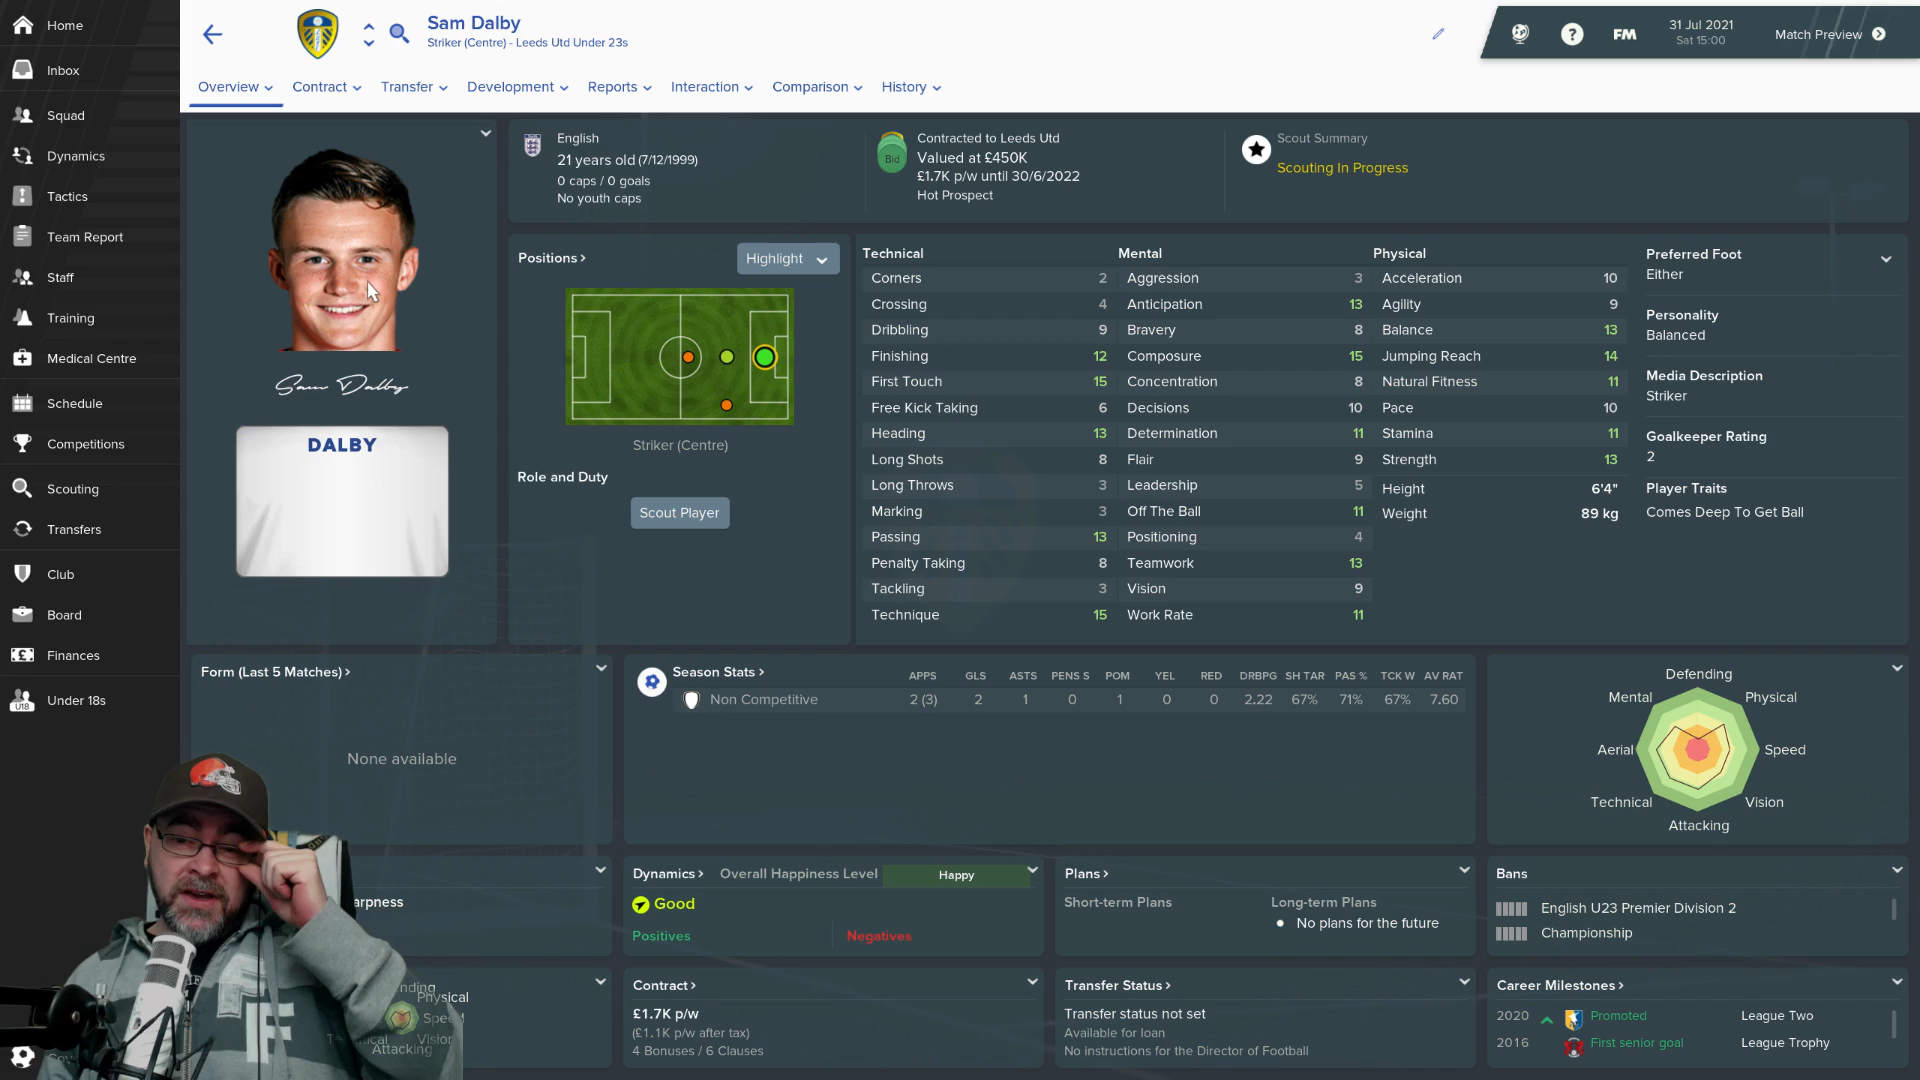 Home
Inbox
Squad
Dynamics
Tactics
Team Report
Staff
Training
Medical Centre
Schedule
Competitions
Scouting
Transfers
Club
Board
Finances
Under 18s
U18
Sam Dalby
Striker (Centre) - Leeds Utd Under 23s
? FM 31 Jul 2021
Sat 15:00
Match Preview
Overview Contract Transfer Development Reports Interaction Comparison History
Sam Dalby
DALBY
English
21 years old (7/12/1999)
0 caps / 0 goals
No youth caps
Bid
Contracted to Leeds Utd
Valued at £450K
£1.7K p/w until 30/6/2022
Hot Prospect
Scout Summary
Scouting In Progress
Positions >
Highlight
Striker (Centre)
Role and Duty
Scout Player
Technical
Corners 2
Crossing 4
Dribbling 9
Finishing 12
First Touch 15
Free Kick Taking 6
Heading 13
Long Shots 8
Long Throws 3
Marking 3
Passing 13
Penalty Taking 8
Tackling 3
Technique 15
Mental
Aggression 3
Anticipation 13
Bravery 8
Composure 15
Concentration 8
Decisions 10
Determination 11
Flair 9
Leadership 5
Off The Ball 11
Positioning 4
Teamwork 13
Vision 9
Work Rate 11
Physical
Acceleration 10
Agility 9
Balance 13
Jumping Reach 14
Natural Fitness 11
Pace 10
Stamina 11
Strength 13
Height 6'4"
Weight 89 kg
Preferred Foot
Either
Personality
Balanced
Media Description
Striker
Goalkeeper Rating
2
Player Traits
Comes Deep To Get Ball
Form (Last 5 Matches) >
None available
Season Stats > APPS GLS ASTS PENS S POM YEL RED DRBPG SH TAR PAS % TCK W AV RAT
Non Competitive 2 (3) 2 1 0 1 0 0 2.22 67% 71% 67% 7.60
Defending
Mental Physical
Aerial Speed
Technical Vision
Attacking
arpness
Dynamics > Overall Happiness Level Happy
Good
Positives Negatives
Plans >
Short-term Plans Long-term Plans
No plans for the future
Bans
English U23 Premier Division 2
Championship
ending
Physical
Speed
Attacking
Contract >
£1.7K p/w
(£1.1K p/w after tax)
4 Bonuses / 6 Clauses
Transfer Status >
Transfer status not set
Available for loan
No instructions for the Director of Football
Career Milestones >
2020 Promoted League Two
2016 First senior goal League Trophy